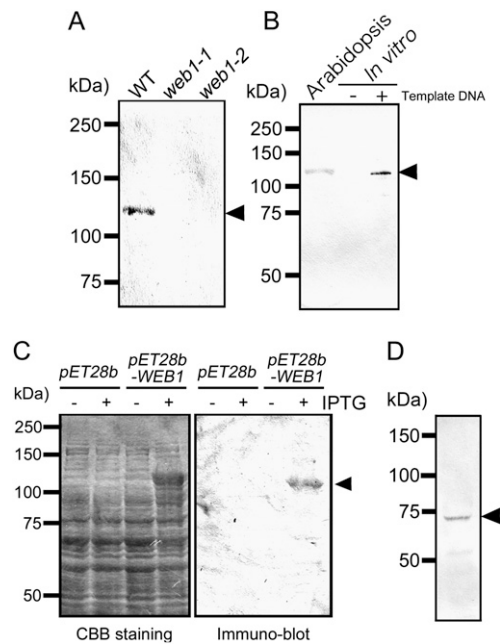 A
kDa)
WT
web1-1
web1-2
250
150
100
75
B
kDa)
Arabidopsis
In vitro
- + Template DNA
250
150
100
75
50
C
kDa)
pET28b
pET28b
-WEB1
pET28b
pET28b
-WEB1
- + - + - + - + IPTG
250
150
100
75
50
CBB staining
Immuno-blot
D
kDa)
150
100
75
50